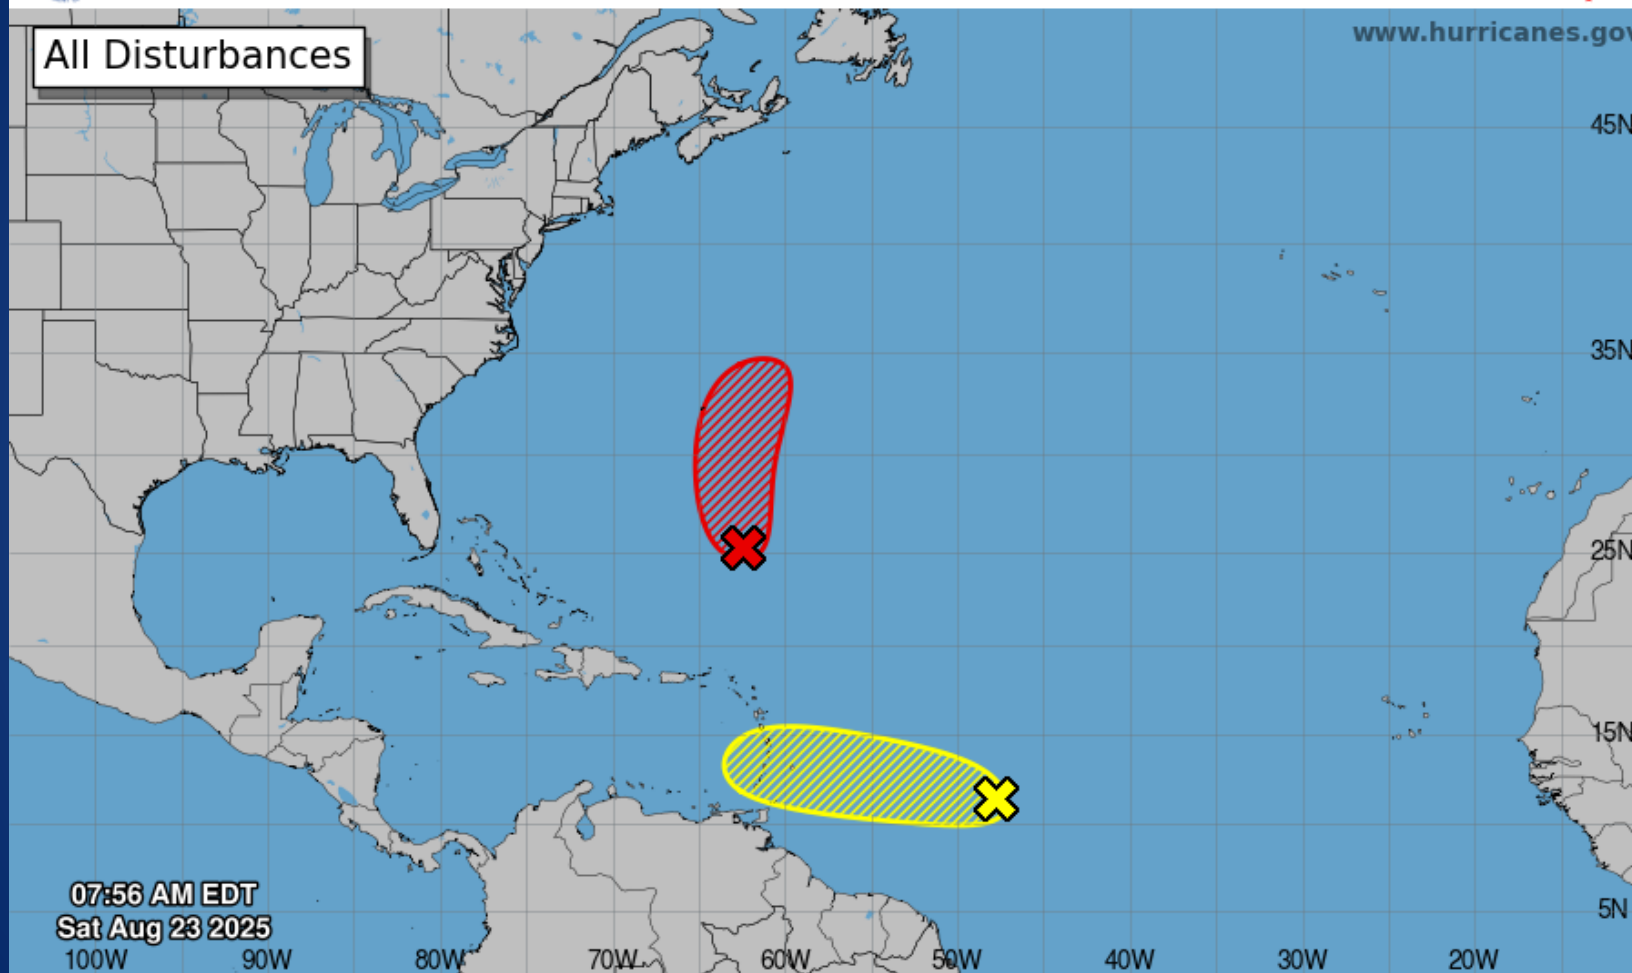 All Disturbances
www.hurricanes.gov
45N
35N
25N
15N
07:56 AM EDT
5N
Sat Aug 23 2025
100W 90W 80W 70W 60W 50W 40W 30W 20W